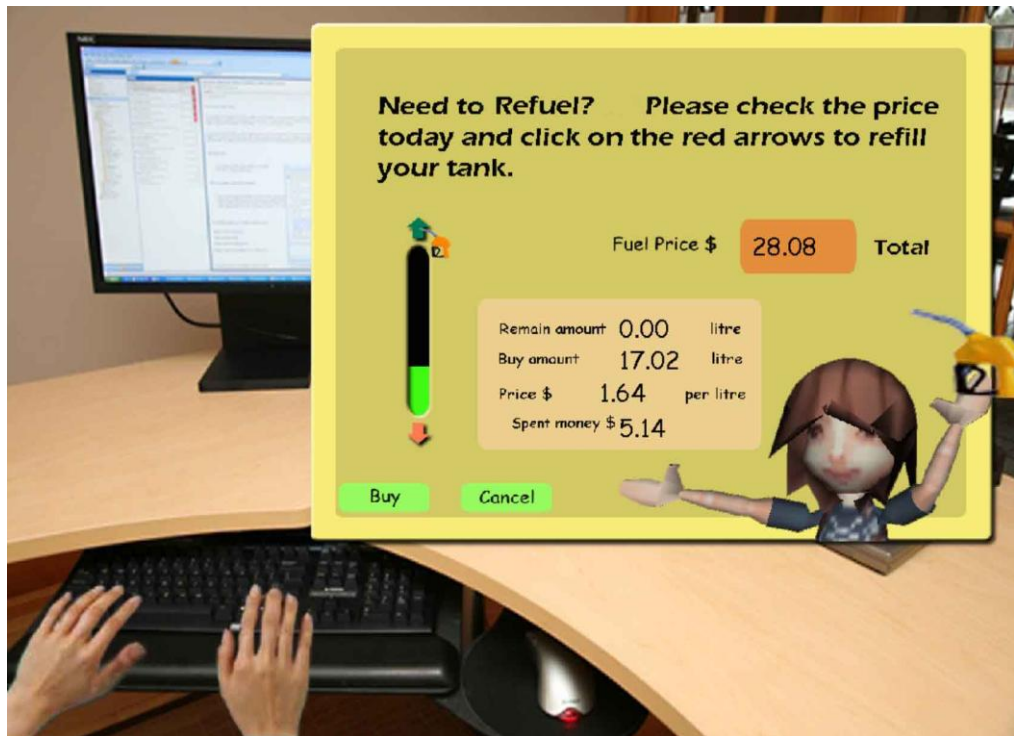 NEC
Need to Refuel? Please check the price
today and click on the red arrows to refill
your tank.
Fuel Price $ 28.08 Total
Remain amount 0.00 litre
Buy amount 17.02 litre
Price $ 1.64 per litre
Spent money $ 5.14
Buy Cancel